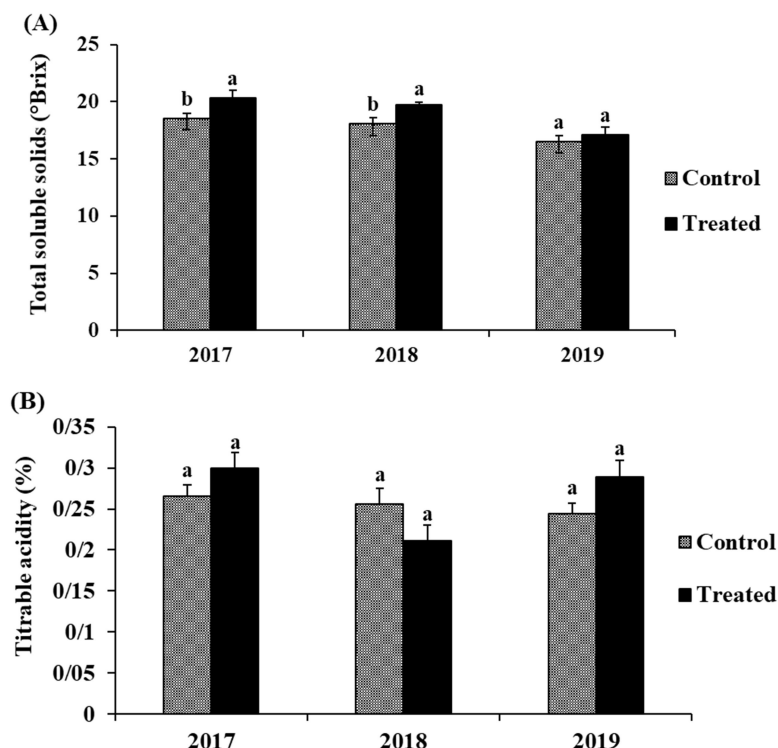 (A)
Total soluble solids (°Brix)
25
20
15
10
5
0
b
a
b
a
a
a
2017
2018
2019
Control
Treated
(B)
Titrable acidity (%)
0/35
0/3
0/25
0/2
0/15
0/1
0/05
0
a
a
a
a
a
a
2017
2018
2019
Control
Treated